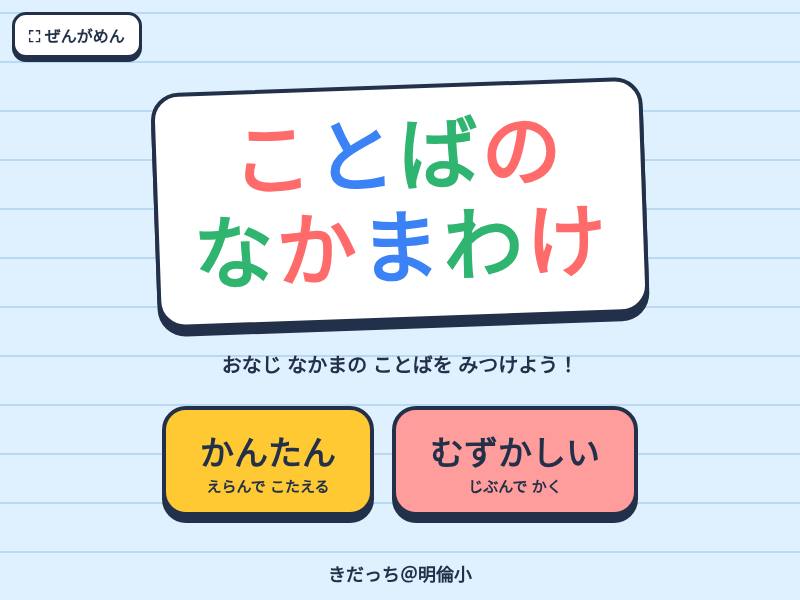 ぜんがめん
ことばの
なかまわけ
おなじ なかまの ことばを みつけよう！
かんたん
えらんで こたえる
むずかしい
じぶんで かく
きだっち＠明倫小